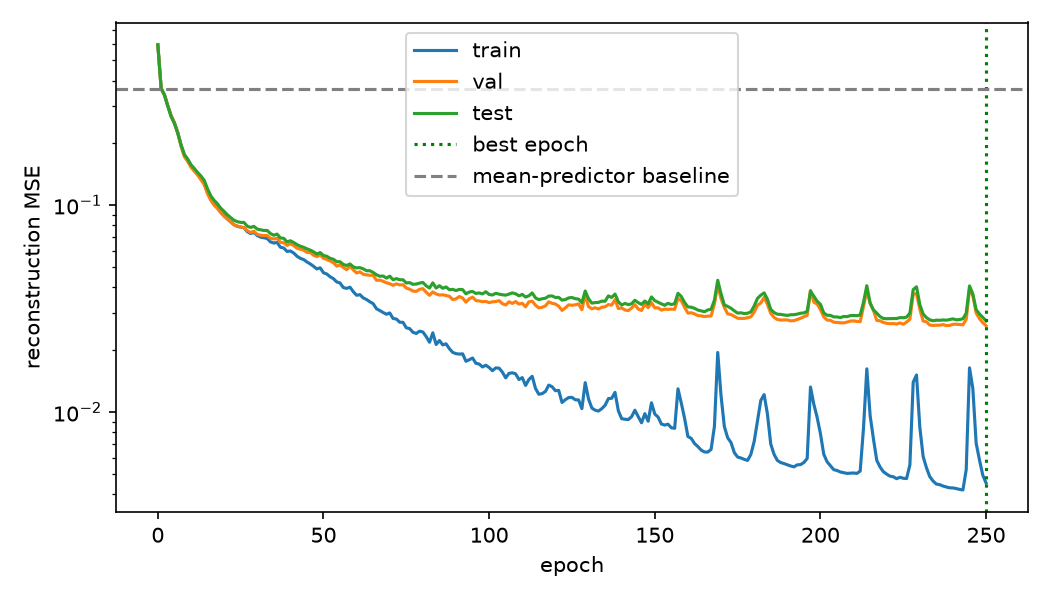 train
val
test
best epoch
mean-predictor baseline
reconstruction MSE
10⁻¹
10⁻²
0 50 100 150 200 250
epoch